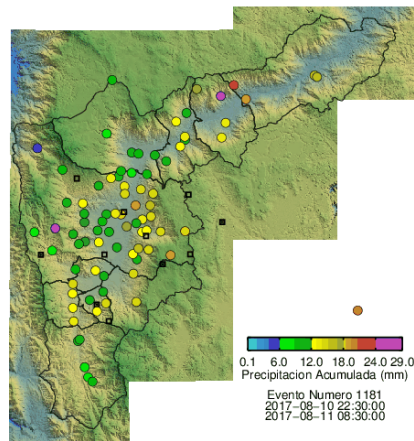 0.1 6.0 12.0 18.0 24.0 29.0
Precipitacion Acumulada (mm)
Evento Numero 1181
2017-08-10 22:30:00
2017-08-11 08:30:00